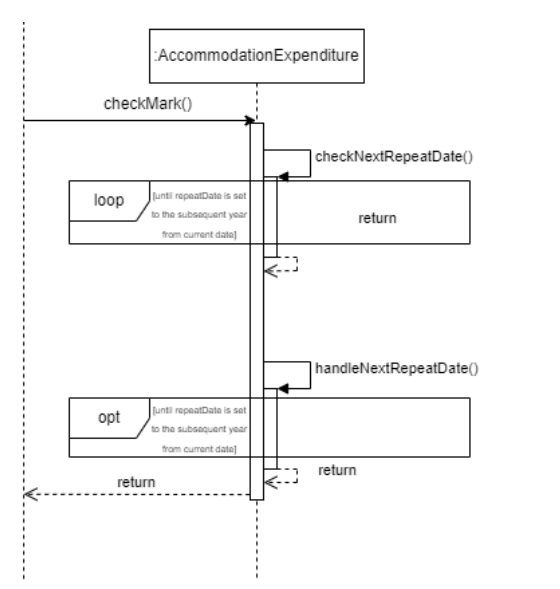 :AccommodationExpenditure
checkMark()
checkNextRepeatDate()
loop
[until repeatDate is set
to the subsequent year
from current date]
return
handleNextRepeatDate()
opt
[until repeatDate is set
to the subsequent year
from current date]
return
return